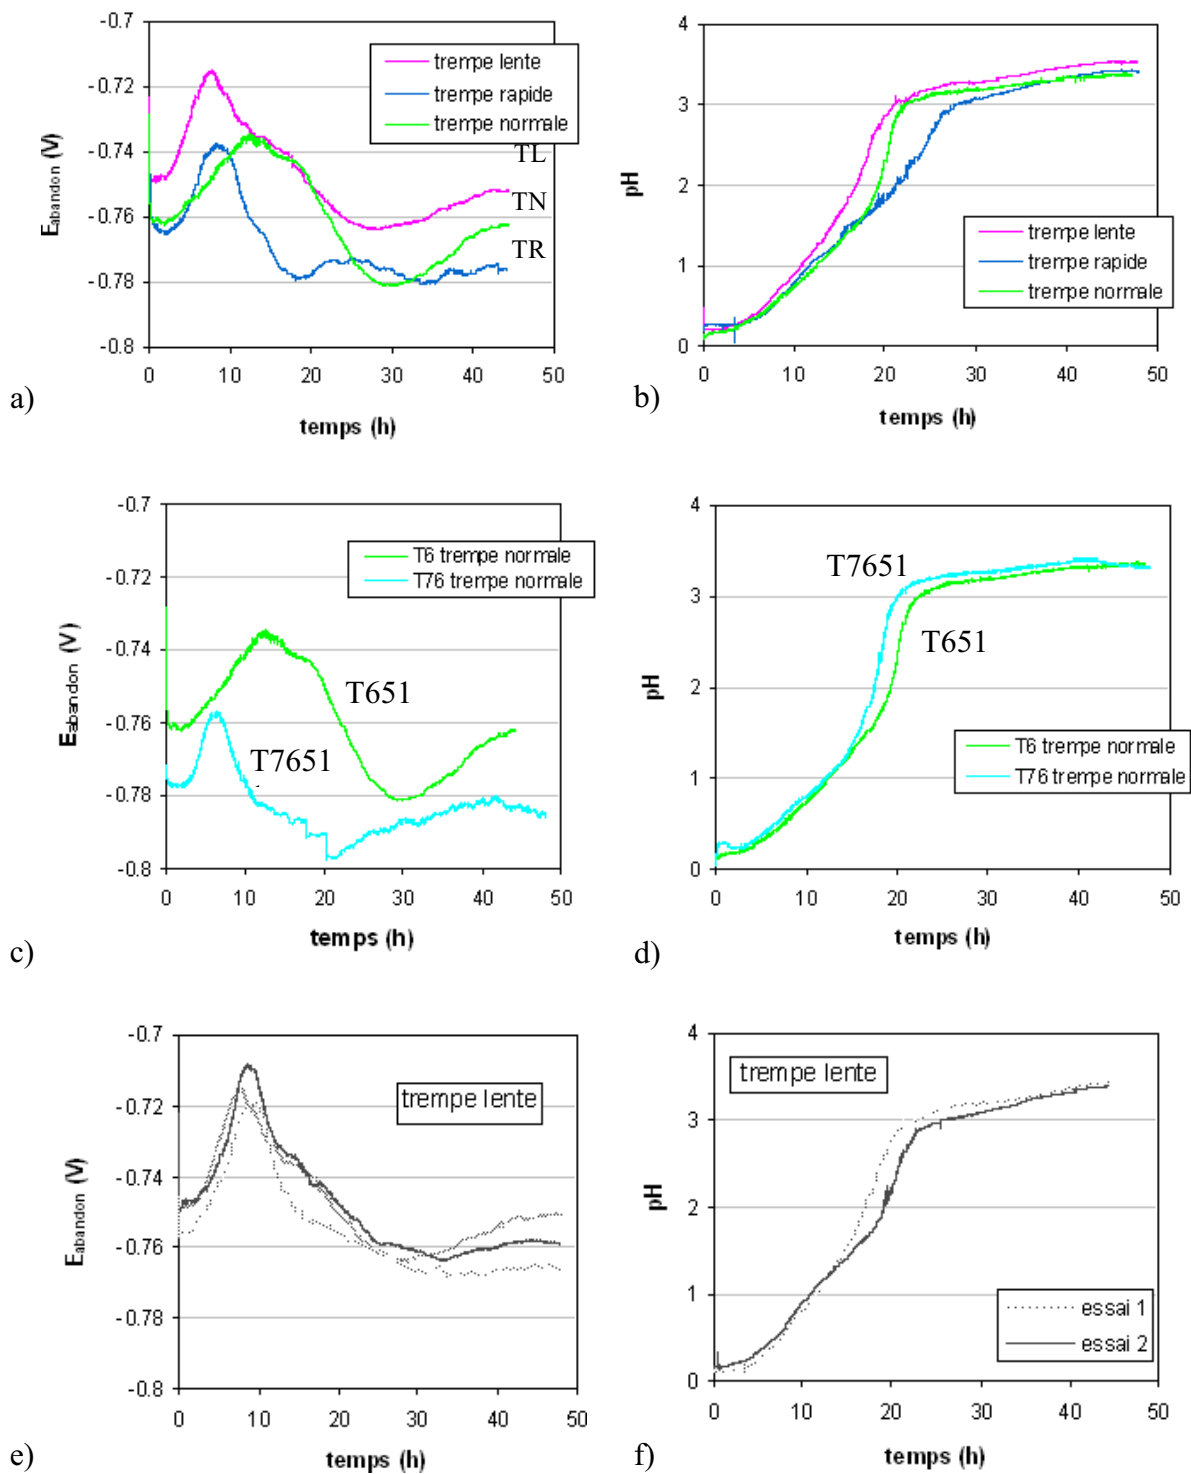 -0.7
-0.72
-0.74
-0.76
-0.78
-0.8
0 10 20 30 40 50
E abandon (V)
temps (h)
trempe lente
trempe rapide
trempe normale
TL
TN
TR
a)
4
3
2
1
0
0 10 20 30 40 50
pH
temps (h)
trempe lente
trempe rapide
trempe normale
b)
-0.7
-0.72
-0.74
-0.76
-0.78
-0.8
0 10 20 30 40 50
E abandon (V)
temps (h)
T6 trempe normale
T76 trempe normale
T651
T7651
c)
4
3
2
1
0
0 10 20 30 40 50
pH
temps (h)
T7651
T651
T6 trempe normale
T76 trempe normale
d)
-0.7
-0.72
-0.74
-0.76
-0.78
-0.8
0 10 20 30 40 50
E abandon (V)
temps (h)
trempe lente
e)
4
3
2
1
0
0 10 20 30 40 50
pH
temps (h)
trempe lente
essai 1
essai 2
f)